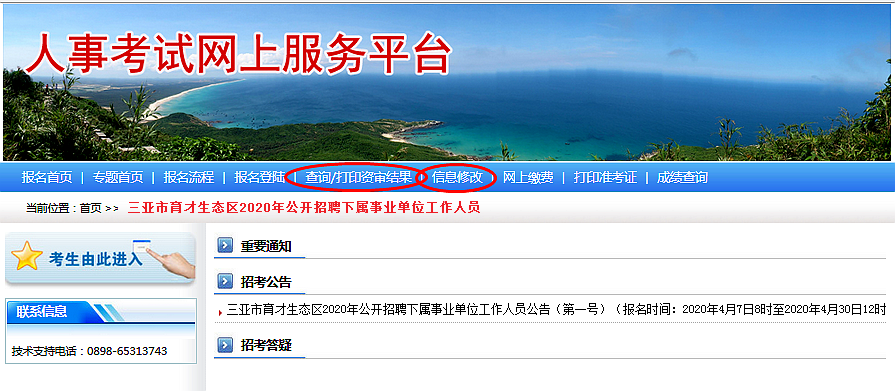 人事考试网上服务平台
报名首页 | 专题首页 | 报名流程 | 报名登陆 | 查询/打印资审结果 | 信息修改 | 网上缴费 | 打印准考证 | 成绩查询
当前位置：首页 >> 三亚市育才生态区2020年公开招聘下属事业单位工作人员
考生由此进入
重要通知
招考公告
联系信息
三亚市育才生态区2020年公开招聘下属事业单位工作人员公告（第一号）（报名时间：2020年4月7日8时至2020年4月30日12时
招考答疑
技术支持电话：0898-65313743